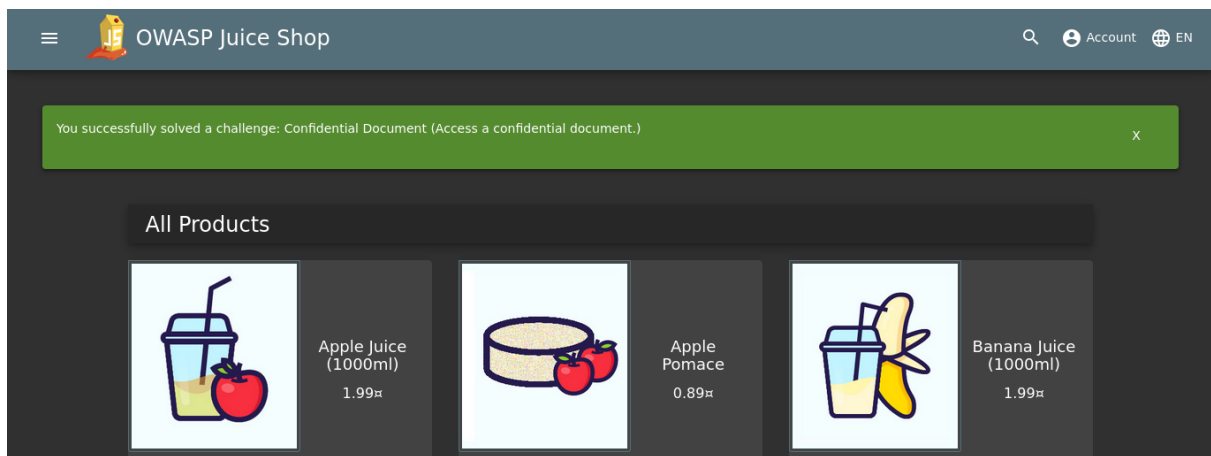 OWASP Juice Shop
Account
EN
You successfully solved a challenge: Confidential Document (Access a confidential document.)
X
All Products
Apple Juice
(1000ml)
1.99¤
Apple
Pomace
0.89¤
Banana Juice
(1000ml)
1.99¤